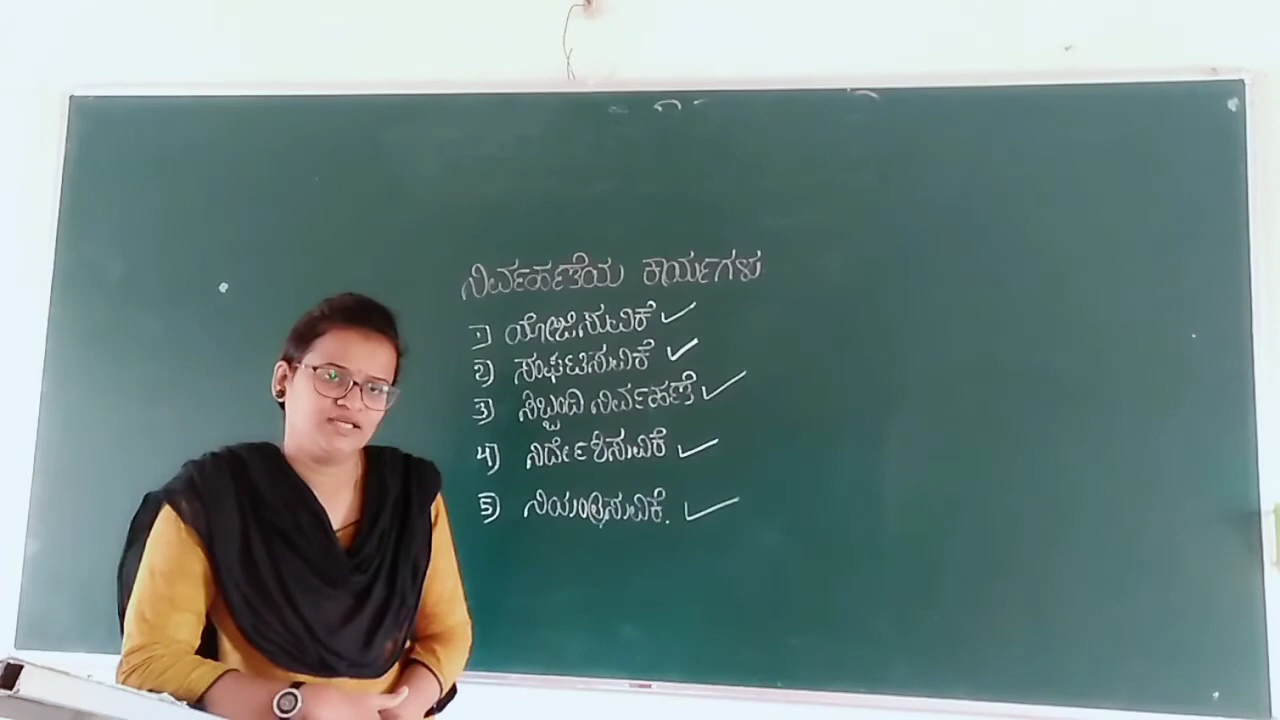 ನಿರ್ವಹಣೆಯ ಕಾರ್ಯಗಳು
1) ಯೋಜಿಸುವಿಕೆ ✓
2) ಸಂಘಟಿಸುವಿಕೆ ✓
3) ಸಿಬ್ಬಂದಿ ನಿರ್ವಹಣೆ ✓
4) ನಿರ್ದೇಶಿಸುವಿಕೆ ✓
5) ನಿಯಂತ್ರಿಸುವಿಕೆ. ✓